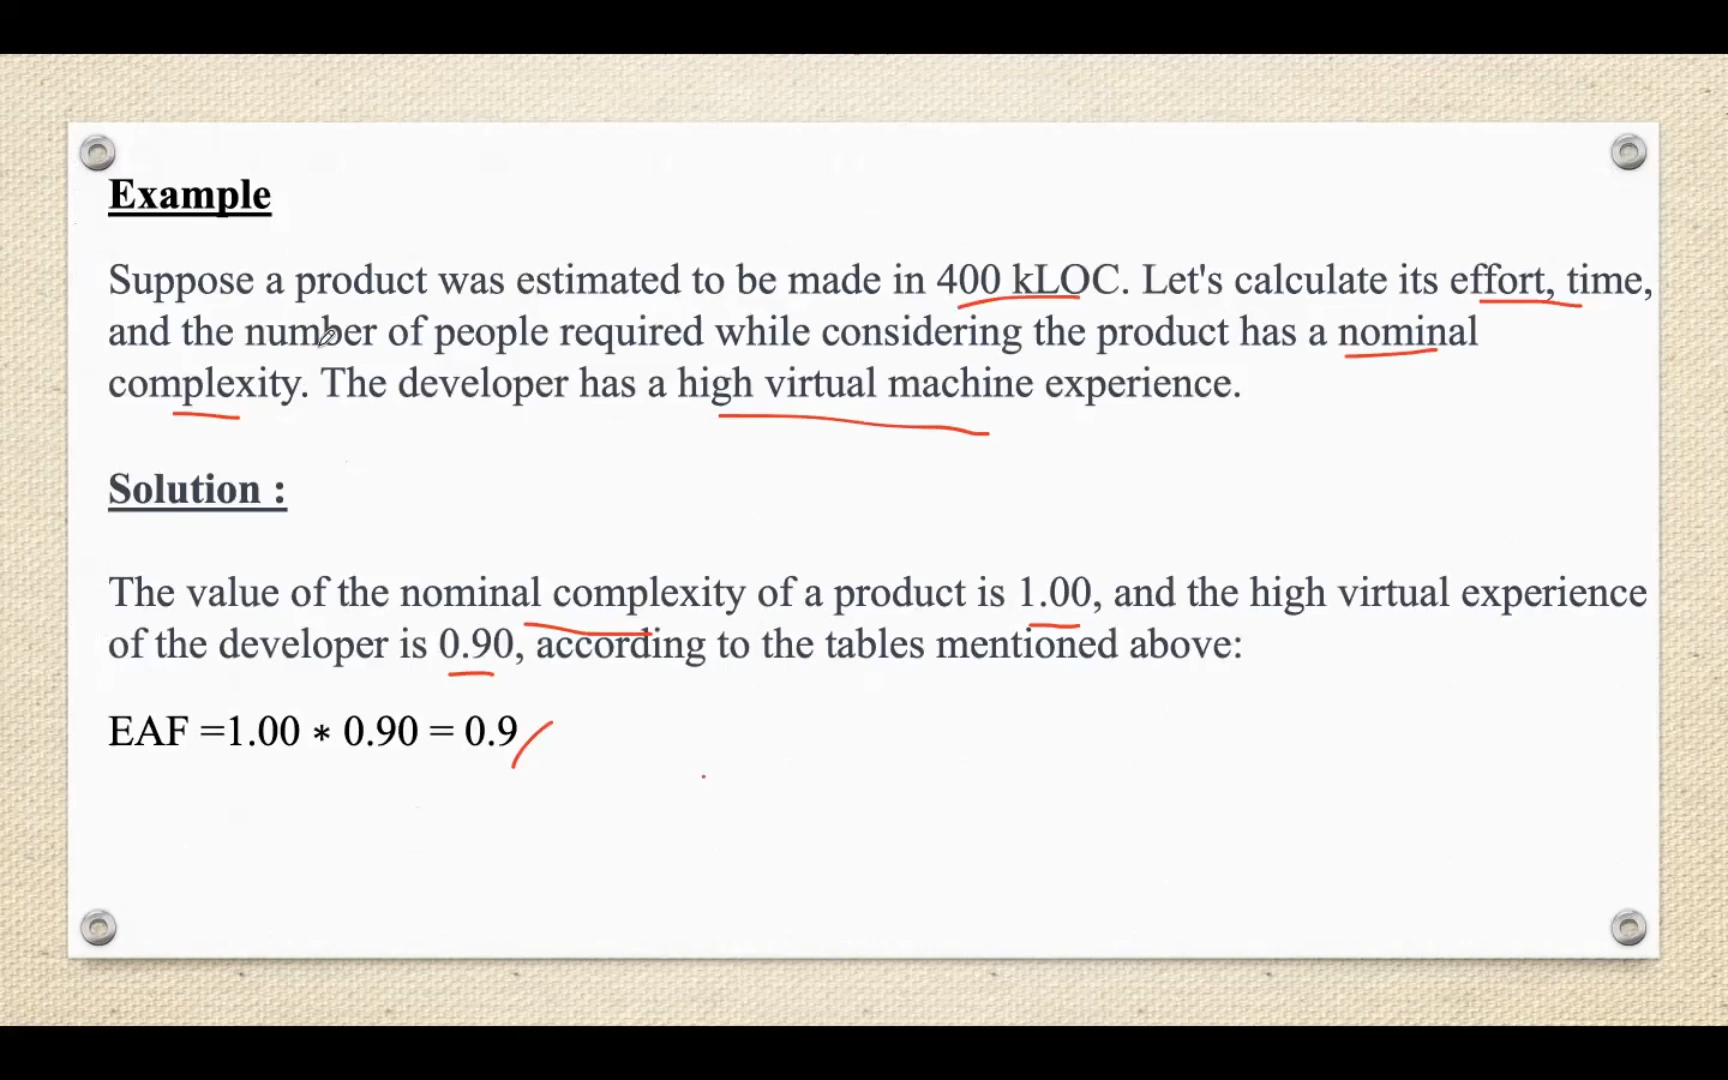 Example
Suppose a product was estimated to be made in 400 kLOC. Let's calculate its effort, time,
and the number of people required while considering the product has a nominal
complexity. The developer has a high virtual machine experience.
Solution :
The value of the nominal complexity of a product is 1.00, and the high virtual experience
of the developer is 0.90, according to the tables mentioned above:
EAF =1.00 * 0.90 = 0.9